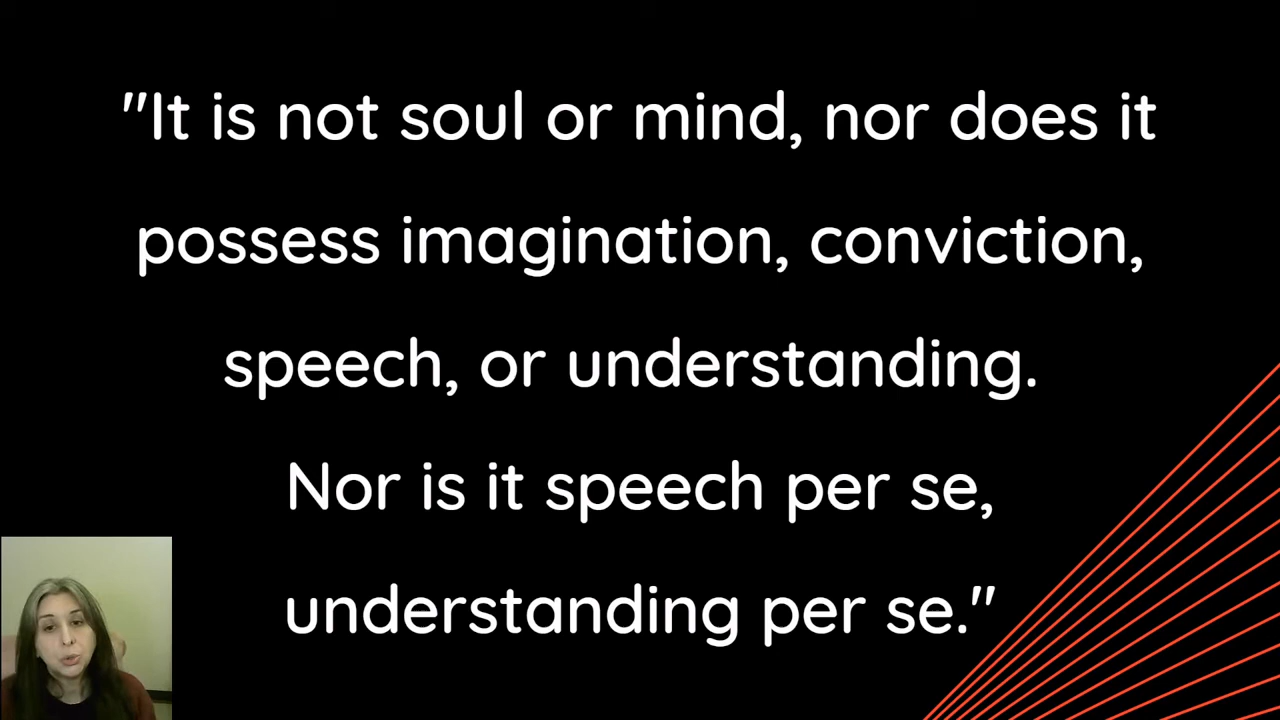 "It is not soul or mind, nor does it
possess imagination, conviction,
speech, or understanding.
Nor is it speech per se,
understanding per se."